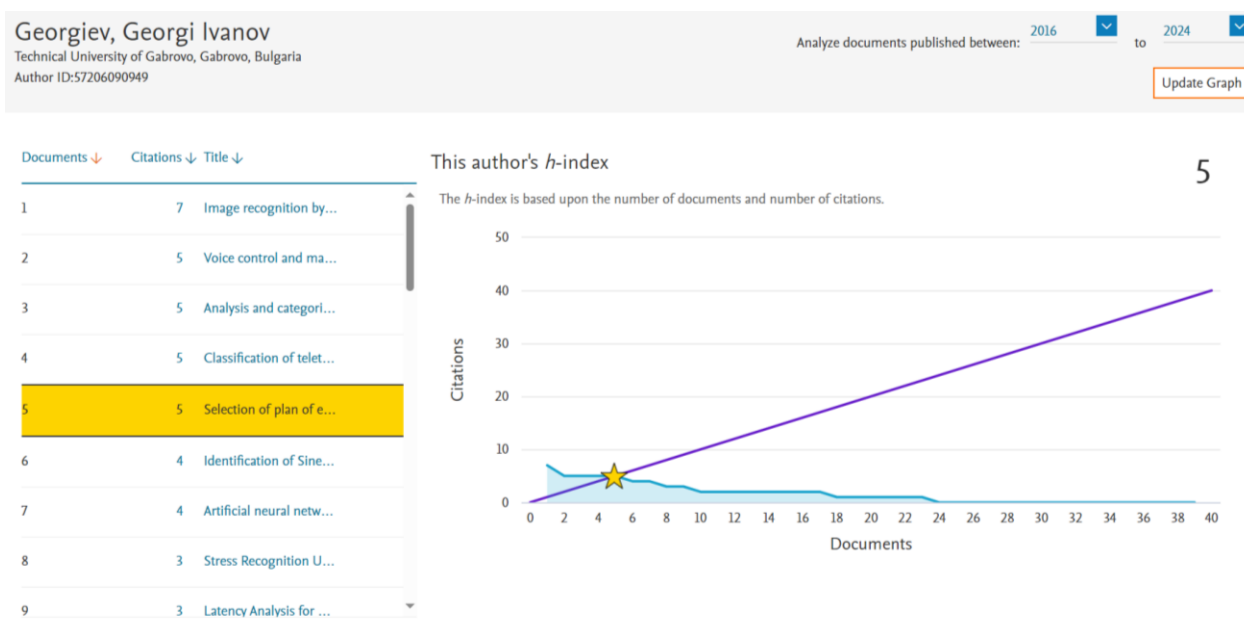 Georgiev, Georgi Ivanov
Technical University of Gabrovo, Gabrovo, Bulgaria
Author ID:57206090949
Analyze documents published between: 2016 to 2024
Update Graph
Documents Citations Title
1 7 Image recognition by...
2 5 Voice control and ma...
3 5 Analysis and categori...
4 5 Classification of telet...
5 5 Selection of plan of e...
6 4 Identification of Sine...
7 4 Artificial neural netw...
8 3 Stress Recognition U...
9 3 Latency Analysis for ...
This author's h-index
5
The h-index is based upon the number of documents and number of citations.
50
40
30
20
10
0
Citations
0 2 4 6 8 10 12 14 16 18 20 22 24 26 28 30 32 34 36 38 40
Documents